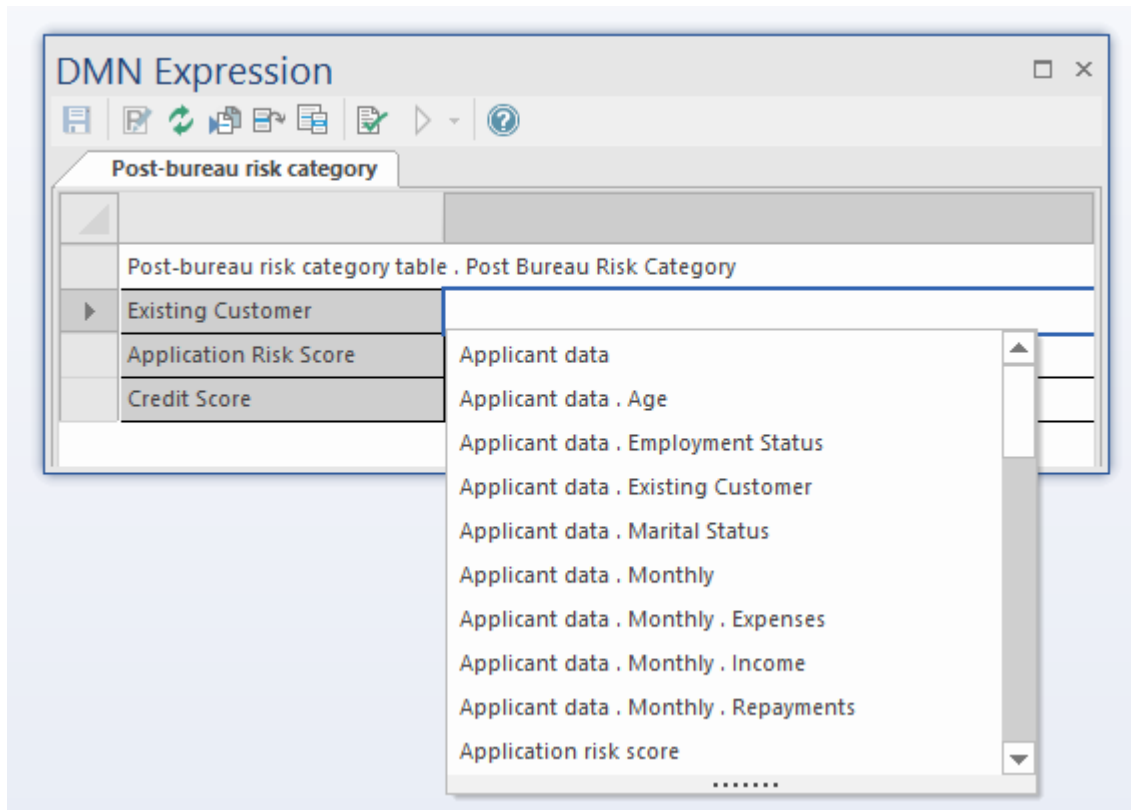 DMN Expression
Post-bureau risk category
Post-bureau risk category table . Post Bureau Risk Category
Existing Customer
Application Risk Score
Credit Score
Applicant data
Applicant data . Age
Applicant data . Employment Status
Applicant data . Existing Customer
Applicant data . Marital Status
Applicant data . Monthly
Applicant data . Monthly . Expenses
Applicant data . Monthly . Income
Applicant data . Monthly . Repayments
Application risk score